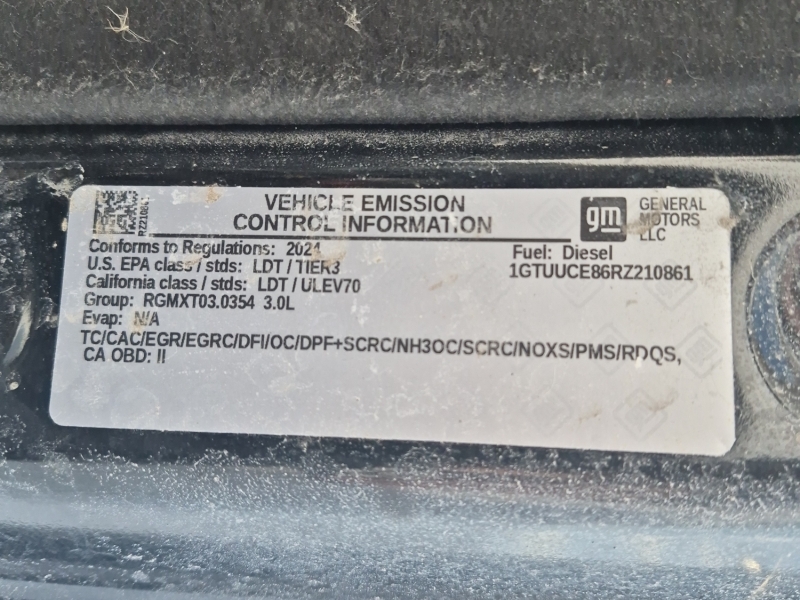 VEHICLE EMISSION
CONTROL INFORMATION
gm
GENERAL
MOTORS
LLC
Conforms to Regulations: 2024
Fuel: Diesel
U.S. EPA class / stds: LDT / TIER3
1GTUUCE86RZ210861
California class / stds: LDT / ULEV70
Group: RGMXT03.0354 3.0L
Evap: N/A
TC/CAC/EGR/EGRC/DFI/OC/DPF+SCRC/NH3OC/SCRC/NOXS/PMS/RDQS,
CA OBD: II